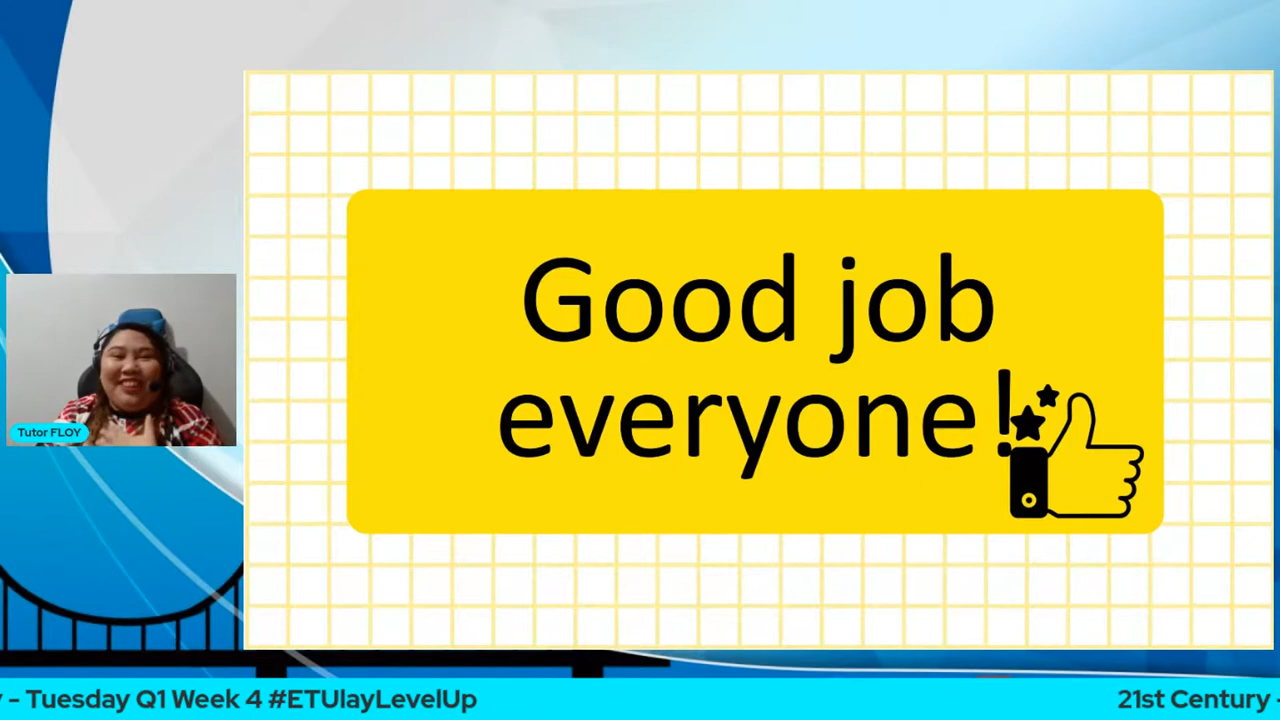 Good job
everyone!
Tutor FLOY
- Tuesday Q1 Week 4 #ETUlayLevelUp
21st Century -